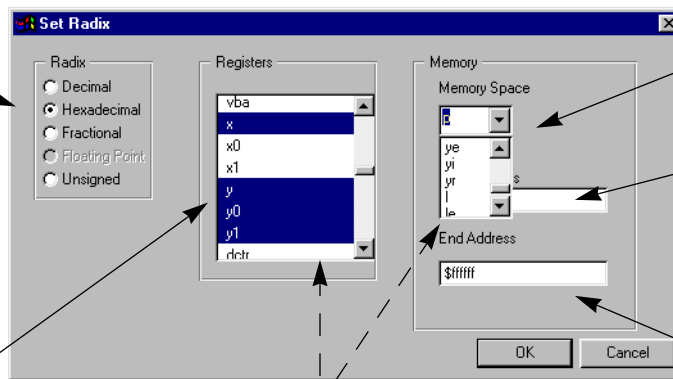 Set Radix
Radix
Decimal
Hexadecimal
Fractional
Floating Point
Unsigned
Registers
vba
x
x0
x1
y
y0
y1
dctr
Memory
Memory Space
p
ye
yi
yr
l
le
s
End Address
$ffffff
OK
Cancel